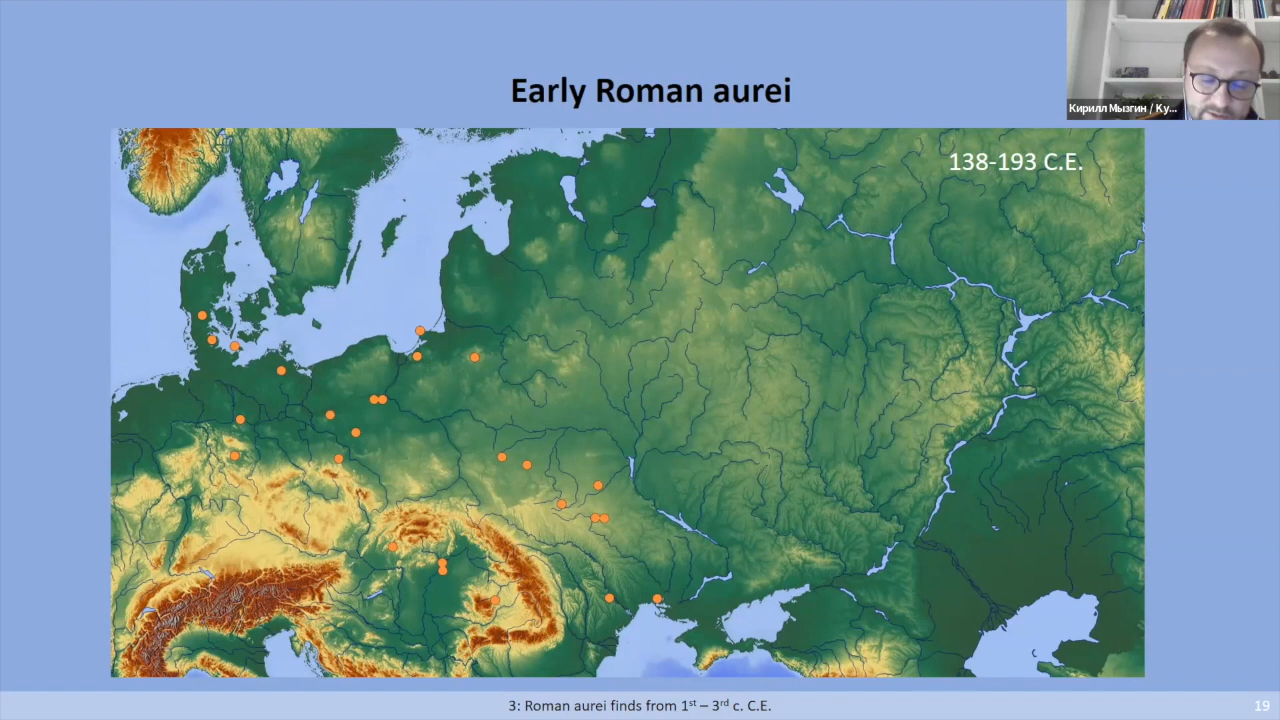 Early Roman aurei
Кирилл Мызгин / Ку...
138-193 C.E.
3: Roman aurei finds from 1st – 3rd c. C.E.
19